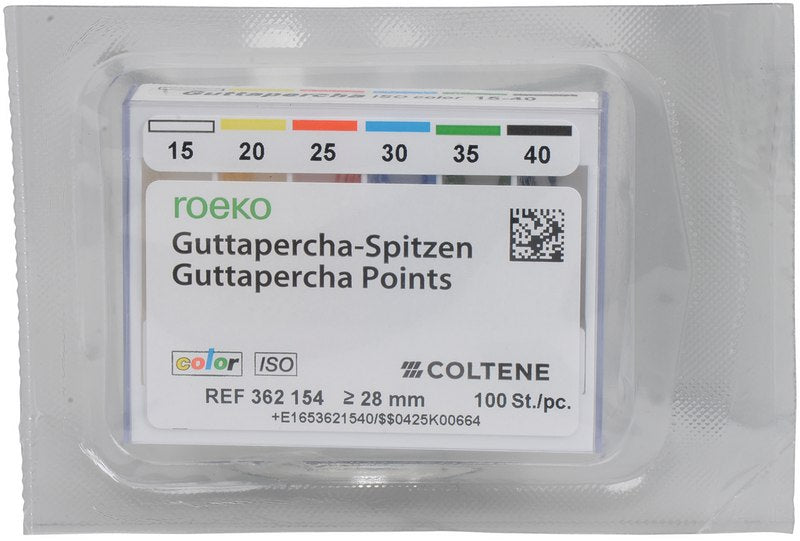 Guttapercha ISO color 15-40
15 20 25 30 35 40
roeko
Guttapercha-Spitzen
Guttapercha Points
color ISO COLTENE
REF 362 154 ≥ 28 mm 100 St./pc.
+E1653621540/$$0425K00664